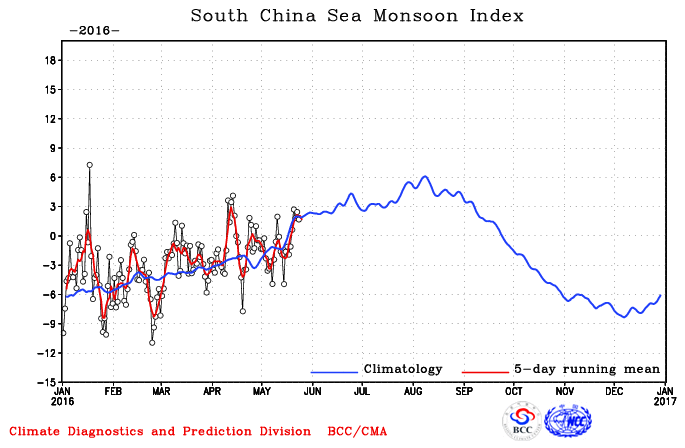 South China Sea Monsoon Index
-2016-
18
15
12
9
6
3
0
-3
-6
-9
-12
-15
Climatology 5-day running mean
JAN FEB MAR APR MAY JUN JUL AUG SEP OCT NOV DEC JAN
2016 2017
Climate Diagnostics and Prediction Division BCC/CMA
BCC NCC